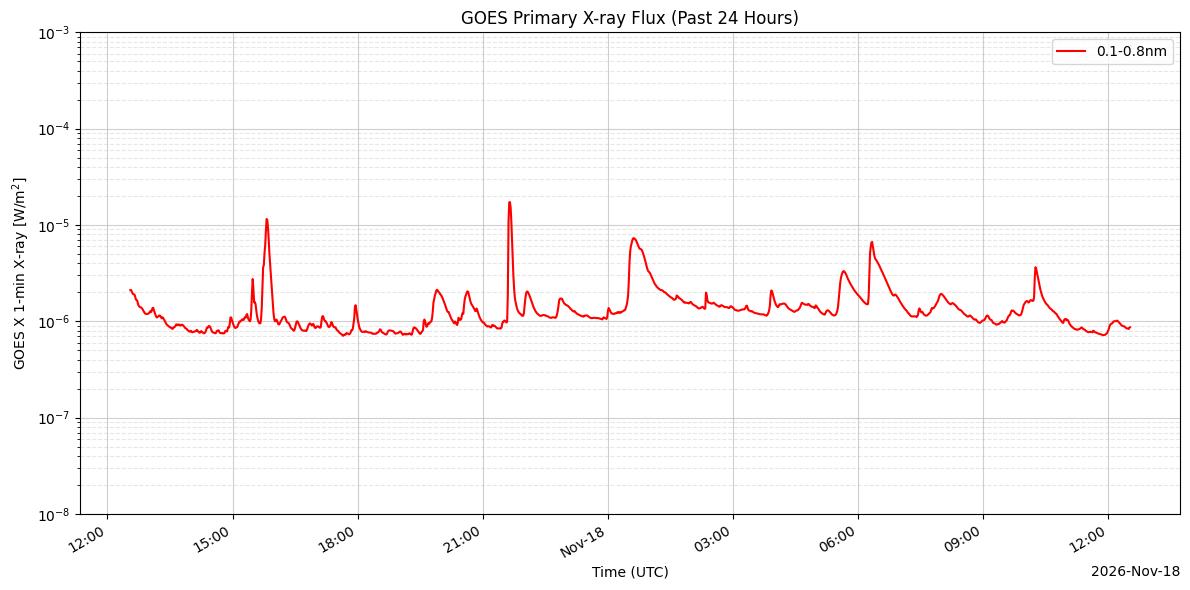 GOES Primary X-ray Flux (Past 24 Hours)
0.1-0.8nm
GOES X 1-min X-ray [W/m²]
10⁻³
10⁻⁴
10⁻⁵
10⁻⁶
10⁻⁷
10⁻⁸
12:00
15:00
18:00
21:00
Nov-18
03:00
06:00
09:00
12:00
Time (UTC)
2026-Nov-18